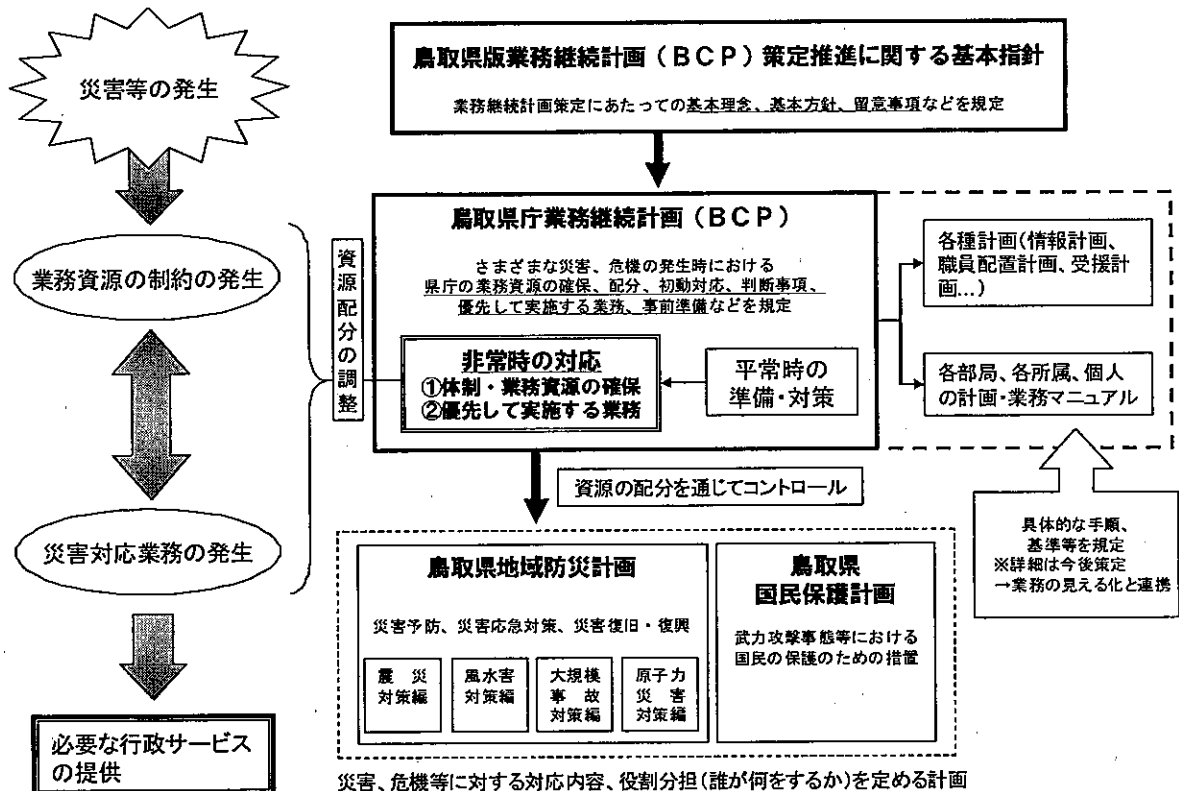 鳥取県版業務継続計画（ＢＣＰ）策定推進に関する基本指針
業務継続計画策定にあたっての基本理念、基本方針、留意事項などを規定
災害等の発生
業務資源の制約の発生
災害対応業務の発生
必要な行政サービス
の提供
資源配分の調整
鳥取県庁業務継続計画（ＢＣＰ）
さまざまな災害、危機の発生時における
県庁の業務資源の確保、配分、初動対応、判断事項、
優先して実施する業務、事前準備などを規定
非常時の対応
①体制・業務資源の確保
②優先して実施する業務
平常時の
準備・対策
各種計画(情報計画、
職員配置計画、受援計
画…)
各部局、各所属、個人
の計画・業務マニュアル
具体的な手順、
基準等を規定
※詳細は今後策定
→業務の見える化と連携
資源の配分を通じてコントロール
鳥取県地域防災計画
災害予防、災害応急対策、災害復旧・復興
震災
対策編
風水害
対策編
大規模
事故
対策編
原子力
災害
対策編
鳥取県
国民保護計画
武力攻撃事態等における
国民の保護のための措置
災害、危機等に対する対応内容、役割分担(誰が何をするか)を定める計画